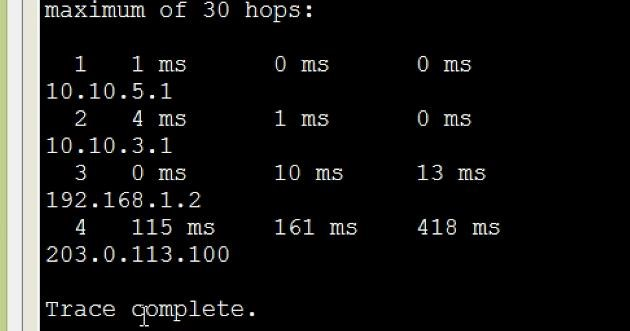 maximum of 30 hops:
1 1 ms 0 ms 0 ms
10.10.5.1
2 4 ms 1 ms 0 ms
10.10.3.1
3 0 ms 10 ms 13 ms
192.168.1.2
4 115 ms 161 ms 418 ms
203.0.113.100
Trace complete.